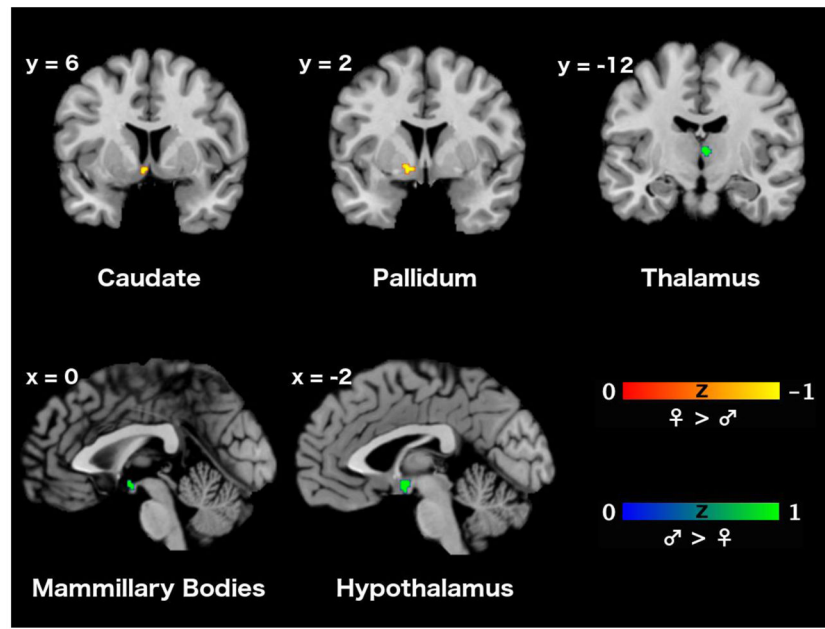 y = 6
y = 2
y = -12
Caudate
Pallidum
Thalamus
x = 0
x = -2
0 Z -1
♀ > ♂
0 Z 1
♂ > ♀
Mammillary Bodies
Hypothalamus